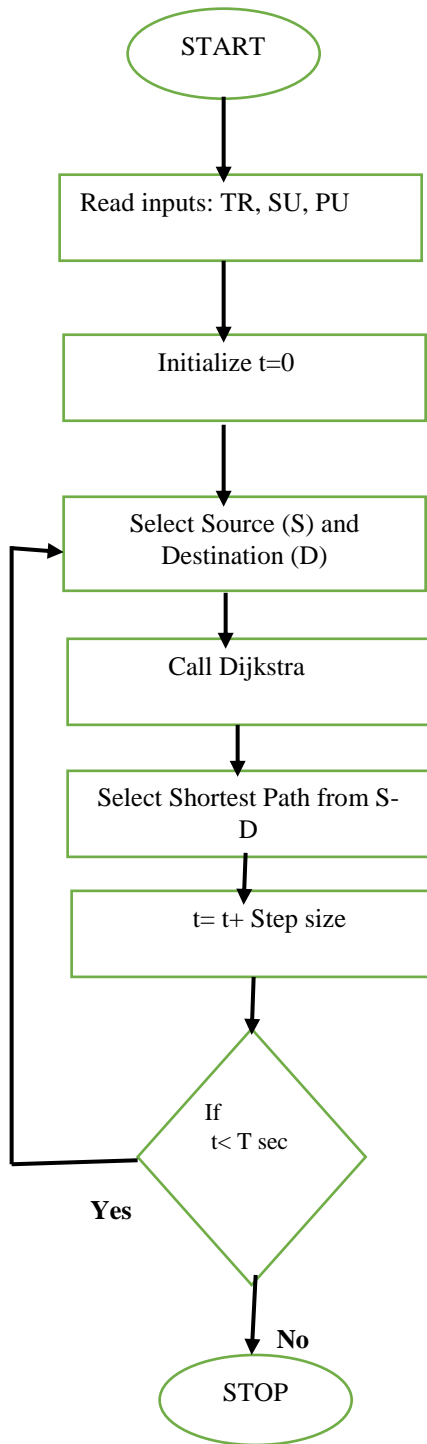 START
Read inputs: TR, SU, PU
Initialize t=0
Select Source (S) and
Destination (D)
Call Dijkstra
Select Shortest Path from S-
D
t= t+ Step size
If
t< T sec
Yes
No
STOP